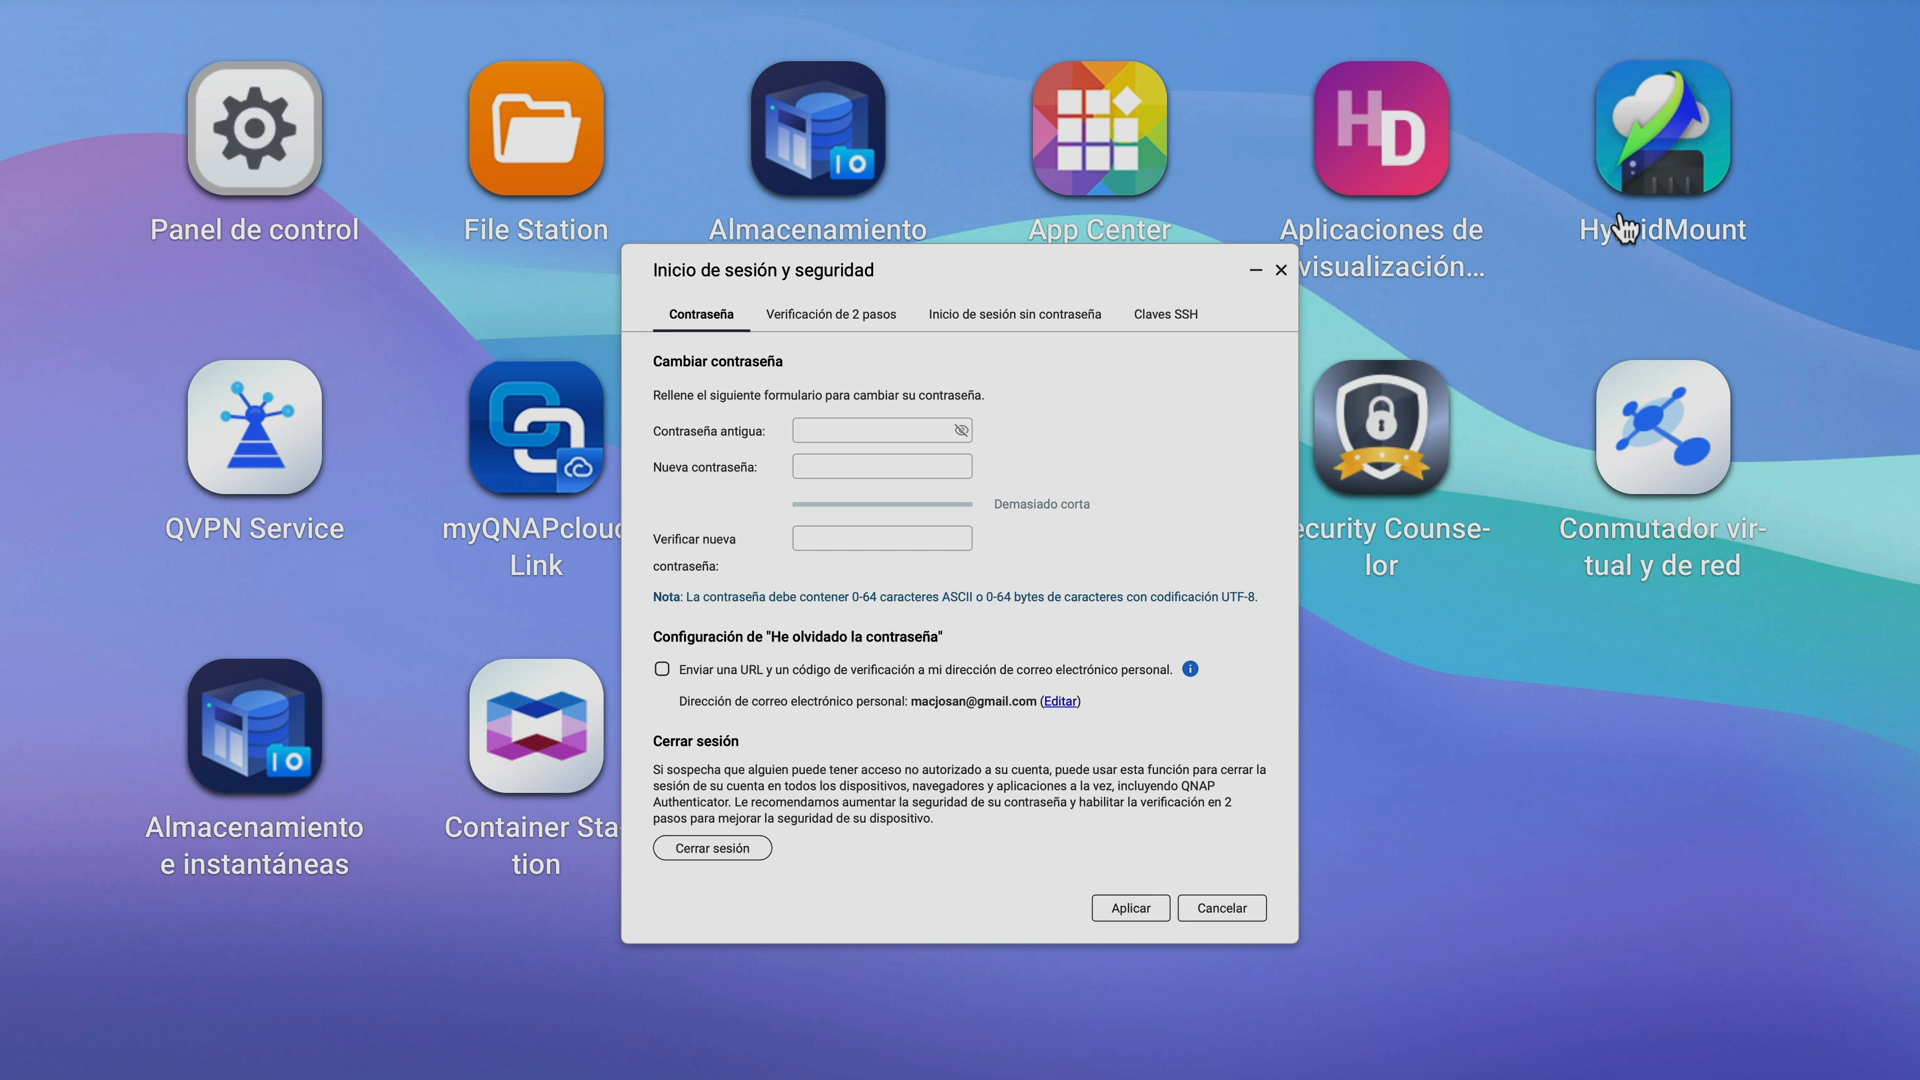 Panel de control
File Station
Almacenamiento
App Center
Aplicaciones de
visualización...
HD
IO
Inicio de sesión y seguridad
Contraseña
Verificación de 2 pasos
Inicio de sesión sin contraseña
Claves SSH
Cambiar contraseña
Rellene el siguiente formulario para cambiar su contraseña.
Contraseña antigua:
Nueva contraseña:
Demasiado corta
Verificar nueva
contraseña:
Nota: La contraseña debe contener 0-64 caracteres ASCII o 0-64 bytes de caracteres con codificación UTF-8.
Configuración de "He olvidado la contraseña"
Enviar una URL y un código de verificación a mi dirección de correo electrónico personal.
Dirección de correo electrónico personal: macjosan@gmail.com (Editar)
Cerrar sesión
Si sospecha que alguien puede tener acceso no autorizado a su cuenta, puede usar esta función para cerrar la
sesión de su cuenta en todos los dispositivos, navegadores y aplicaciones a la vez, incluyendo QNAP
Authenticator. Le recomendamos aumentar la seguridad de su contraseña y habilitar la verificación en 2
pasos para mejorar la seguridad de su dispositivo.
Cerrar sesión
Aplicar
Cancelar
QVPN Service
myQNAPcloud
Link
ecurity Counse-
lor
Conmutador vir-
tual y de red
IO
Almacenamiento
e instantáneas
Container Sta-
tion